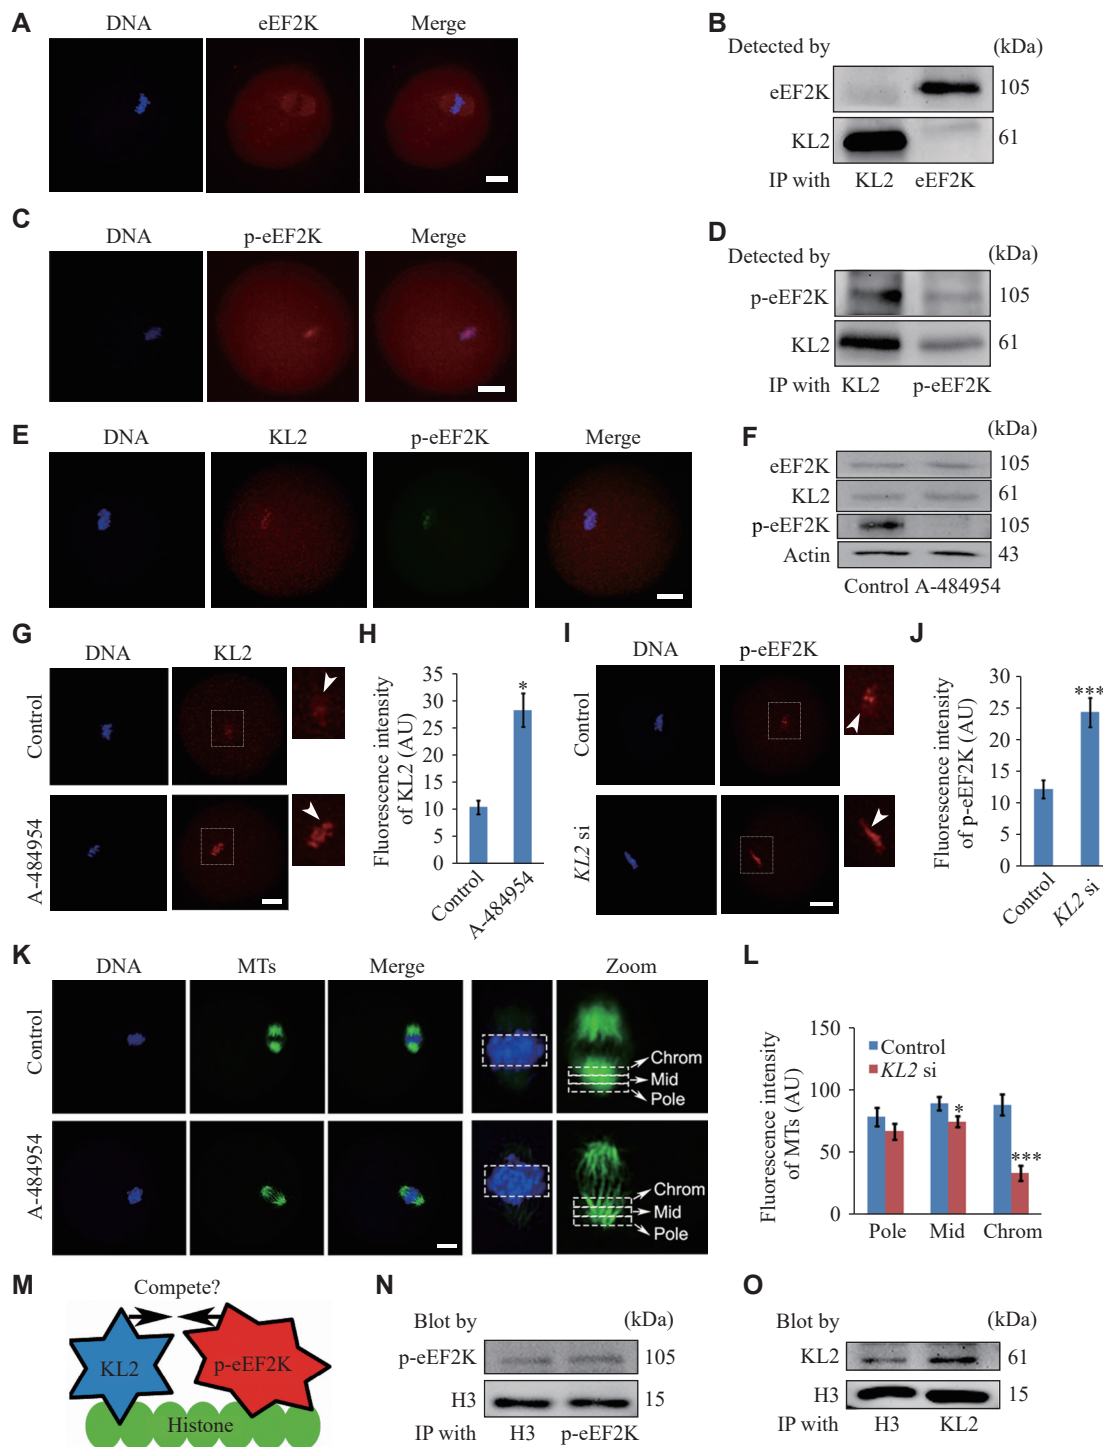 A
DNA eEF2K Merge
B
Detected by (kDa)
eEF2K 105
KL2 61
IP with KL2 eEF2K
C
DNA p-eEF2K Merge
D
Detected by (kDa)
p-eEF2K 105
KL2 61
IP with KL2 p-eEF2K
E
DNA KL2 p-eEF2K Merge
F
(kDa)
eEF2K 105
KL2 61
p-eEF2K 105
Actin 43
Control A-484954
G
DNA KL2
Control
A-484954
H
Fluorescence intensity
of KL2 (AU)
35
30
25
20
15
10
5
0
*
Control
A-484954
I
DNA p-eEF2K
Control
KL2 si
J
Fluorescence intensity
of p-eEF2K (AU)
30
25
20
15
10
5
0
***
Control
KL2 si
K
DNA MTs Merge Zoom
Control
Chrom
Mid
Pole
A-484954
Chrom
Mid
Pole
L
Fluorescence intensity
of MTs (AU)
150
100
50
0
Control
KL2 si
*
***
Pole Mid Chrom
M
Compete?
KL2 p-eEF2K
Histone
N
Blot by (kDa)
p-eEF2K 105
H3 15
IP with H3 p-eEF2K
O
Blot by (kDa)
KL2 61
H3 15
IP with H3 KL2